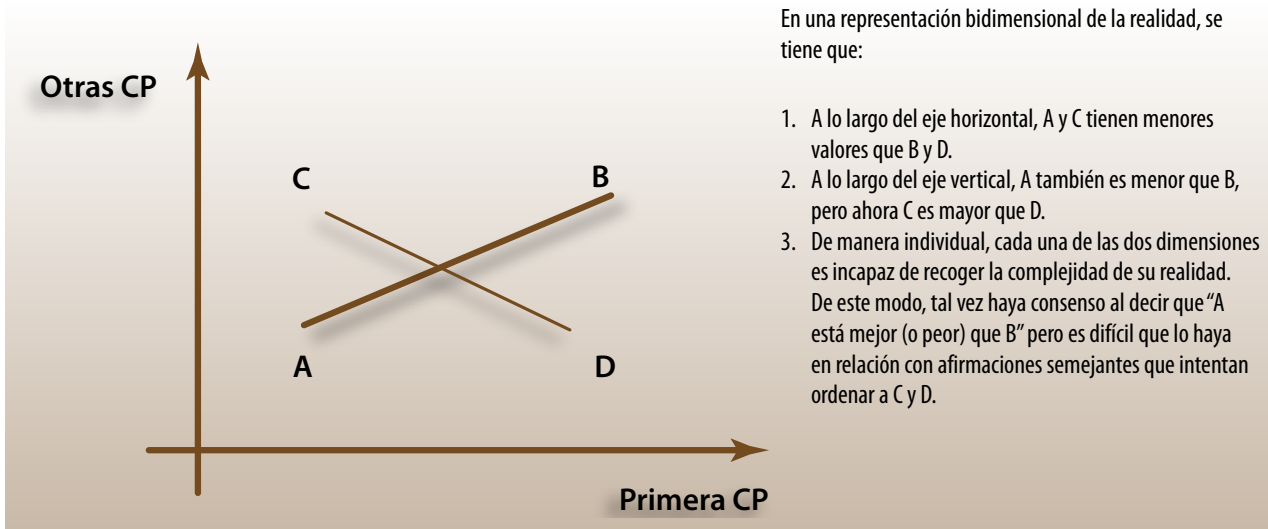 Otras CP
C
B
A
D
Primera CP
En una representación bidimensional de la realidad, se
tiene que:
1. A lo largo del eje horizontal, A y C tienen menores
valores que B y D.
2. A lo largo del eje vertical, A también es menor que B,
pero ahora C es mayor que D.
3. De manera individual, cada una de las dos dimensiones
es incapaz de recoger la complejidad de su realidad.
De este modo, tal vez haya consenso al decir que “A
está mejor (o peor) que B” pero es difícil que lo haya
en relación con afirmaciones semejantes que intentan
ordenar a C y D.